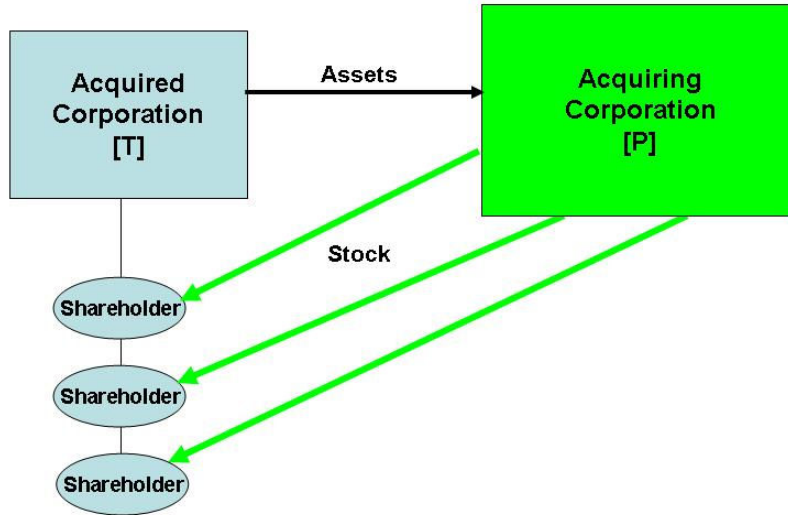 Acquired
Corporation
[T]
Assets
Acquiring
Corporation
[P]
Stock
Shareholder
Shareholder
Shareholder